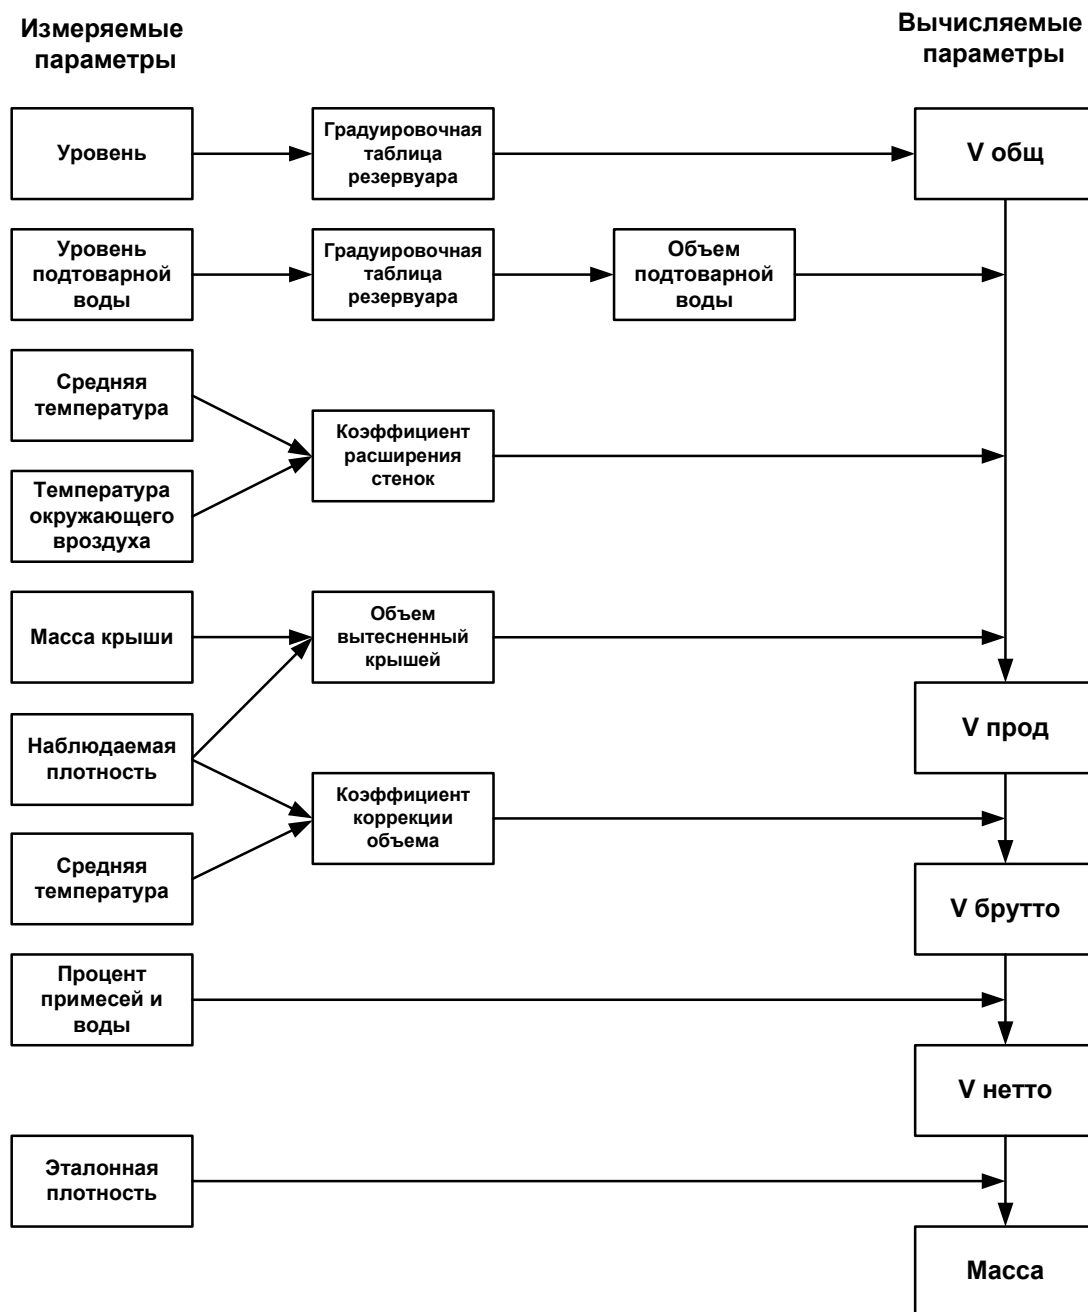 Измеряемые
параметры
Вычисляемые
параметры
Уровень
Градуировочная
таблица
резервуара
V общ
Уровень
подтоварной
воды
Градуировочная
таблица
резервуара
Объем
подтоварной
воды
Средняя
температура
Температура
окружающего
вроздуха
Коэффициент
расширения
стенок
Масса крыши
Объем
вытесненный
крышей
Наблюдаемая
плотность
V прод
Средняя
температура
Коэффициент
коррекции
объема
V брутто
Процент
примесей и
воды
V нетто
Эталонная
плотность
Масса